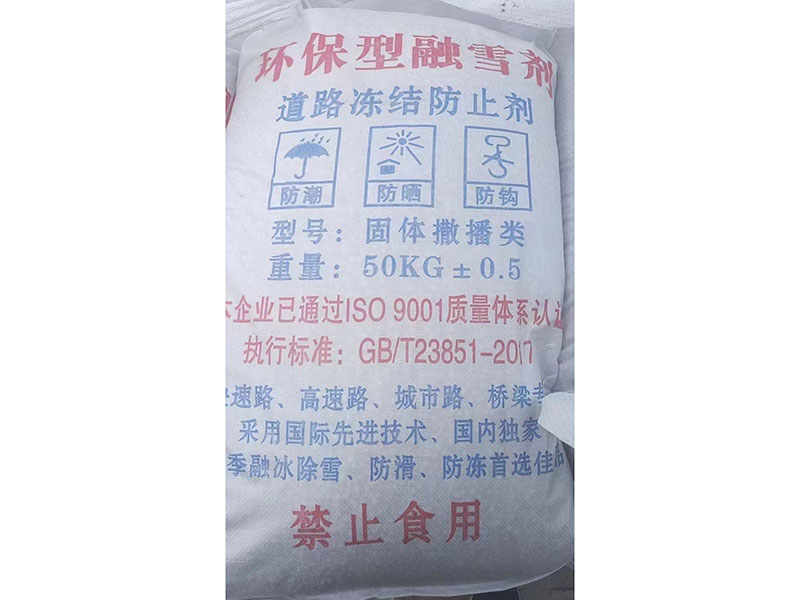 环保型融雪剂
道路冻结防止剂
防潮 防晒 防钩
型号：固体撒播类
重量：50KG±0.5
本企业已通过ISO 9001质量体系认证
执行标准：GB/T23851-2017
速路、高速路、城市路、桥梁
采用国际先进技术、国内独家
季融冰除雪、防滑、防冻首选佳品
禁止食用